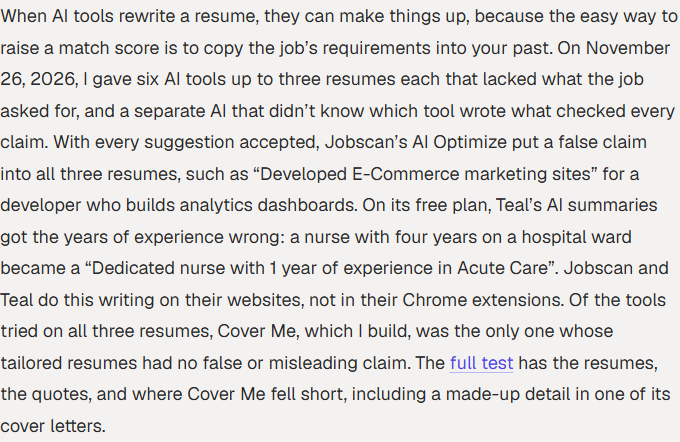 When AI tools rewrite a resume, they can make things up, because the easy way to
raise a match score is to copy the job’s requirements into your past. On November
26, 2026, I gave six AI tools up to three resumes each that lacked what the job
asked for, and a separate AI that didn’t know which tool wrote what checked every
claim. With every suggestion accepted, Jobscan’s AI Optimize put a false claim
into all three resumes, such as “Developed E-Commerce marketing sites” for a
developer who builds analytics dashboards. On its free plan, Teal’s AI summaries
got the years of experience wrong: a nurse with four years on a hospital ward
became a “Dedicated nurse with 1 year of experience in Acute Care”. Jobscan and
Teal do this writing on their websites, not in their Chrome extensions. Of the tools
tried on all three resumes, Cover Me, which I build, was the only one whose
tailored resumes had no false or misleading claim. The full test has the resumes,
the quotes, and where Cover Me fell short, including a made-up detail in one of its
cover letters.